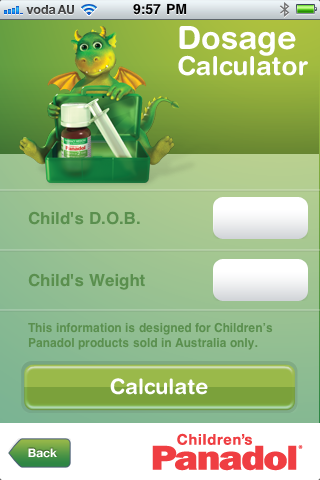 voda AU 9:57 PM
Dosage
Calculator
Panadol
Child's D.O.B.
Child's Weight
This information is designed for Children's
Panadol products sold in Australia only.
Calculate
Back
Children's
Panadol®